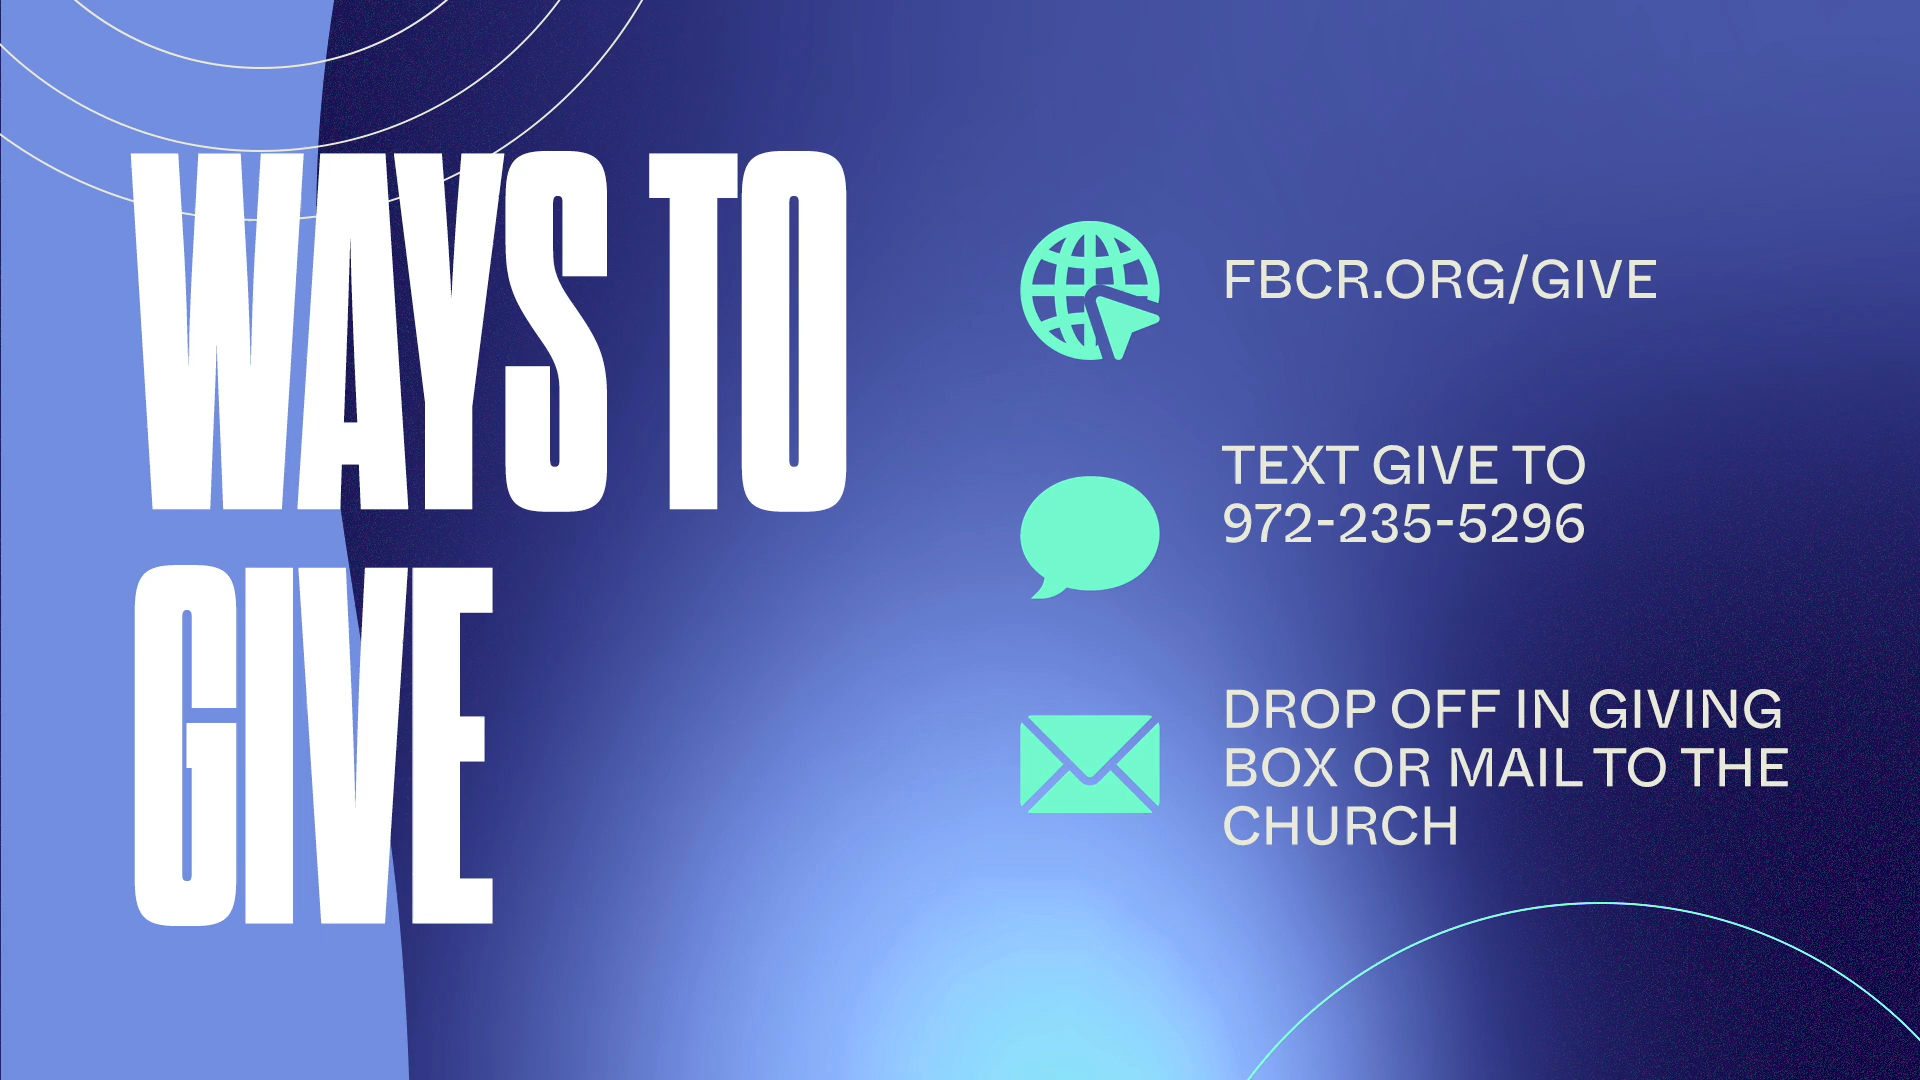 WAYS TO
GIVE
FBCR.ORG/GIVE
TEXT GIVE TO
972-235-5296
DROP OFF IN GIVING
BOX OR MAIL TO THE
CHURCH